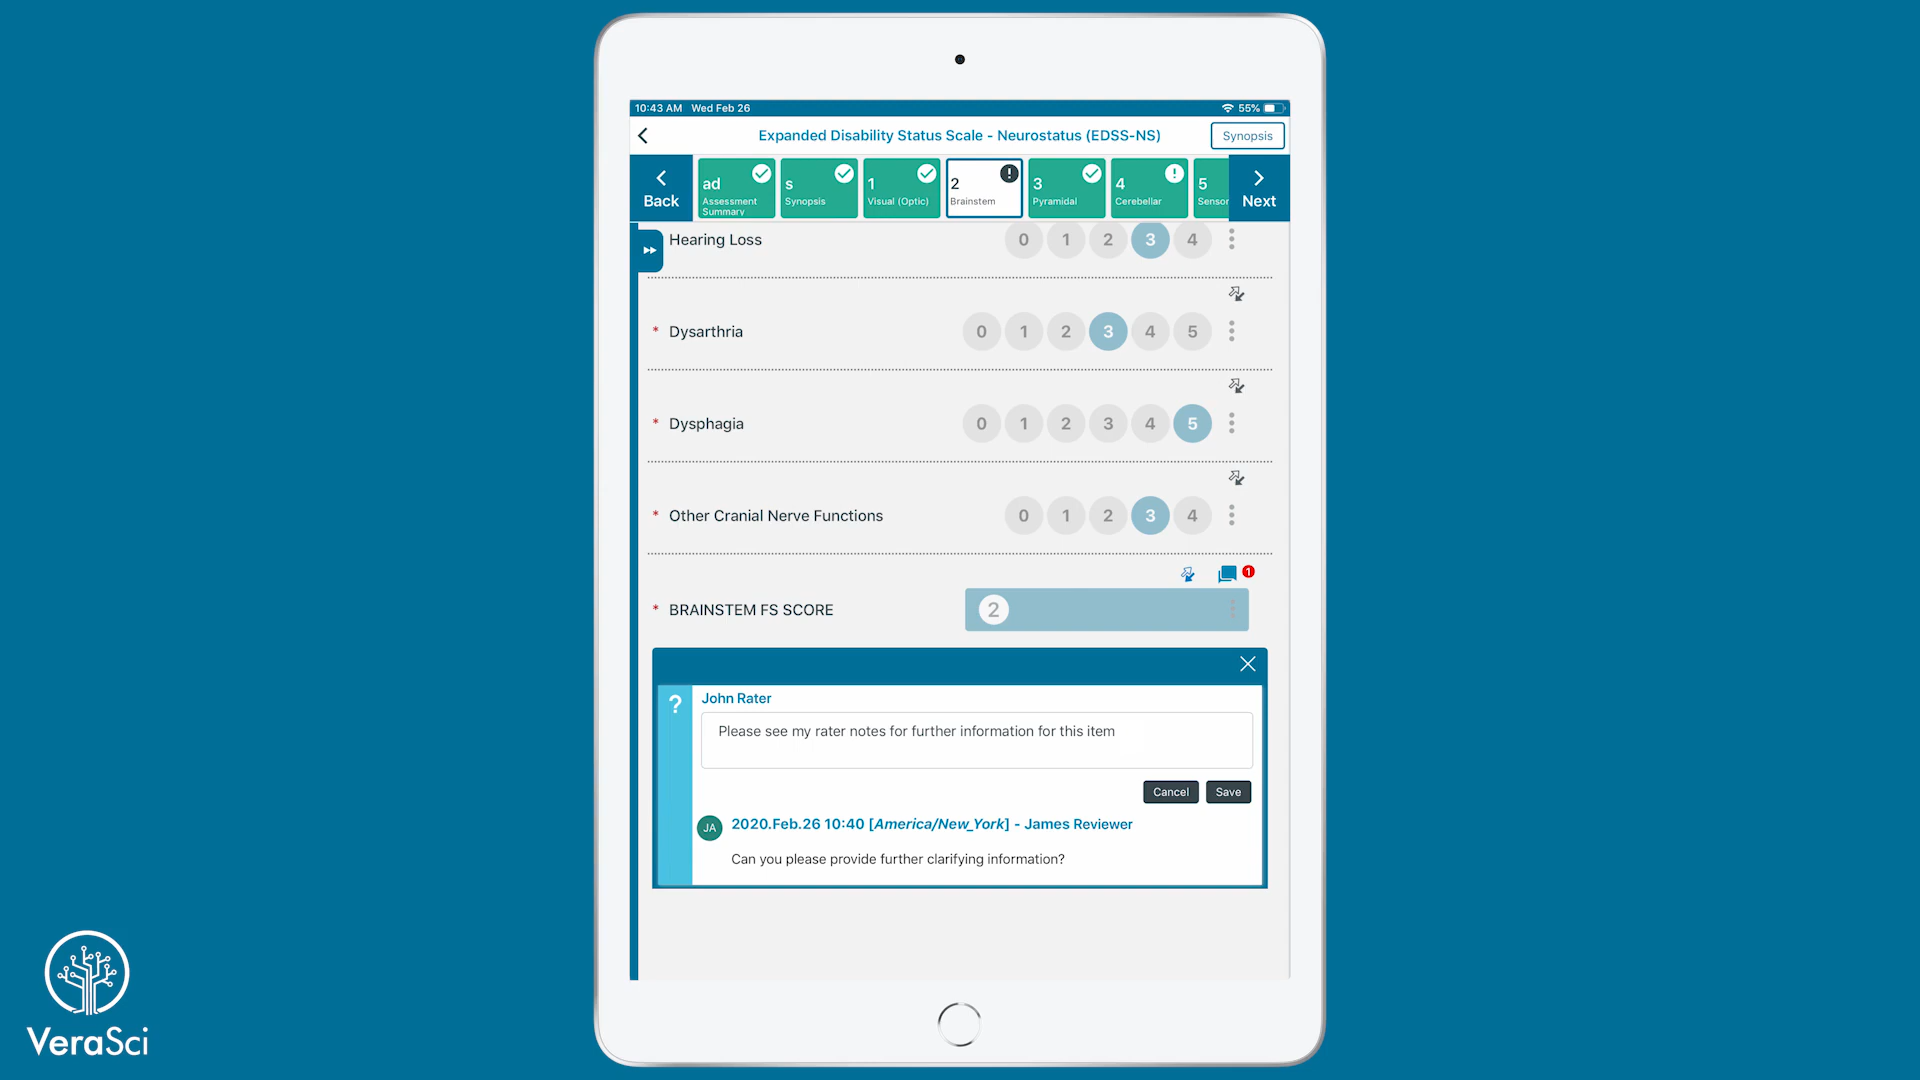 10:43 AM Wed Feb 26
55%
Expanded Disability Status Scale - Neurostatus (EDSS-NS)
Synopsis
Back
ad
Assessment
Summary
s
Synopsis
1
Visual (Optic)
2
Brainstem
3
Pyramidal
4
Cerebellar
5
Sensor
Next
Hearing Loss
0 1 2 3 4
* Dysarthria
0 1 2 3 4 5
* Dysphagia
0 1 2 3 4 5
* Other Cranial Nerve Functions
0 1 2 3 4
1
* BRAINSTEM FS SCORE
2
?
John Rater
Please see my rater notes for further information for this item
Cancel
Save
JA
2020.Feb.26 10:40 [America/New_York] - James Reviewer
Can you please provide further clarifying information?
VeraSci